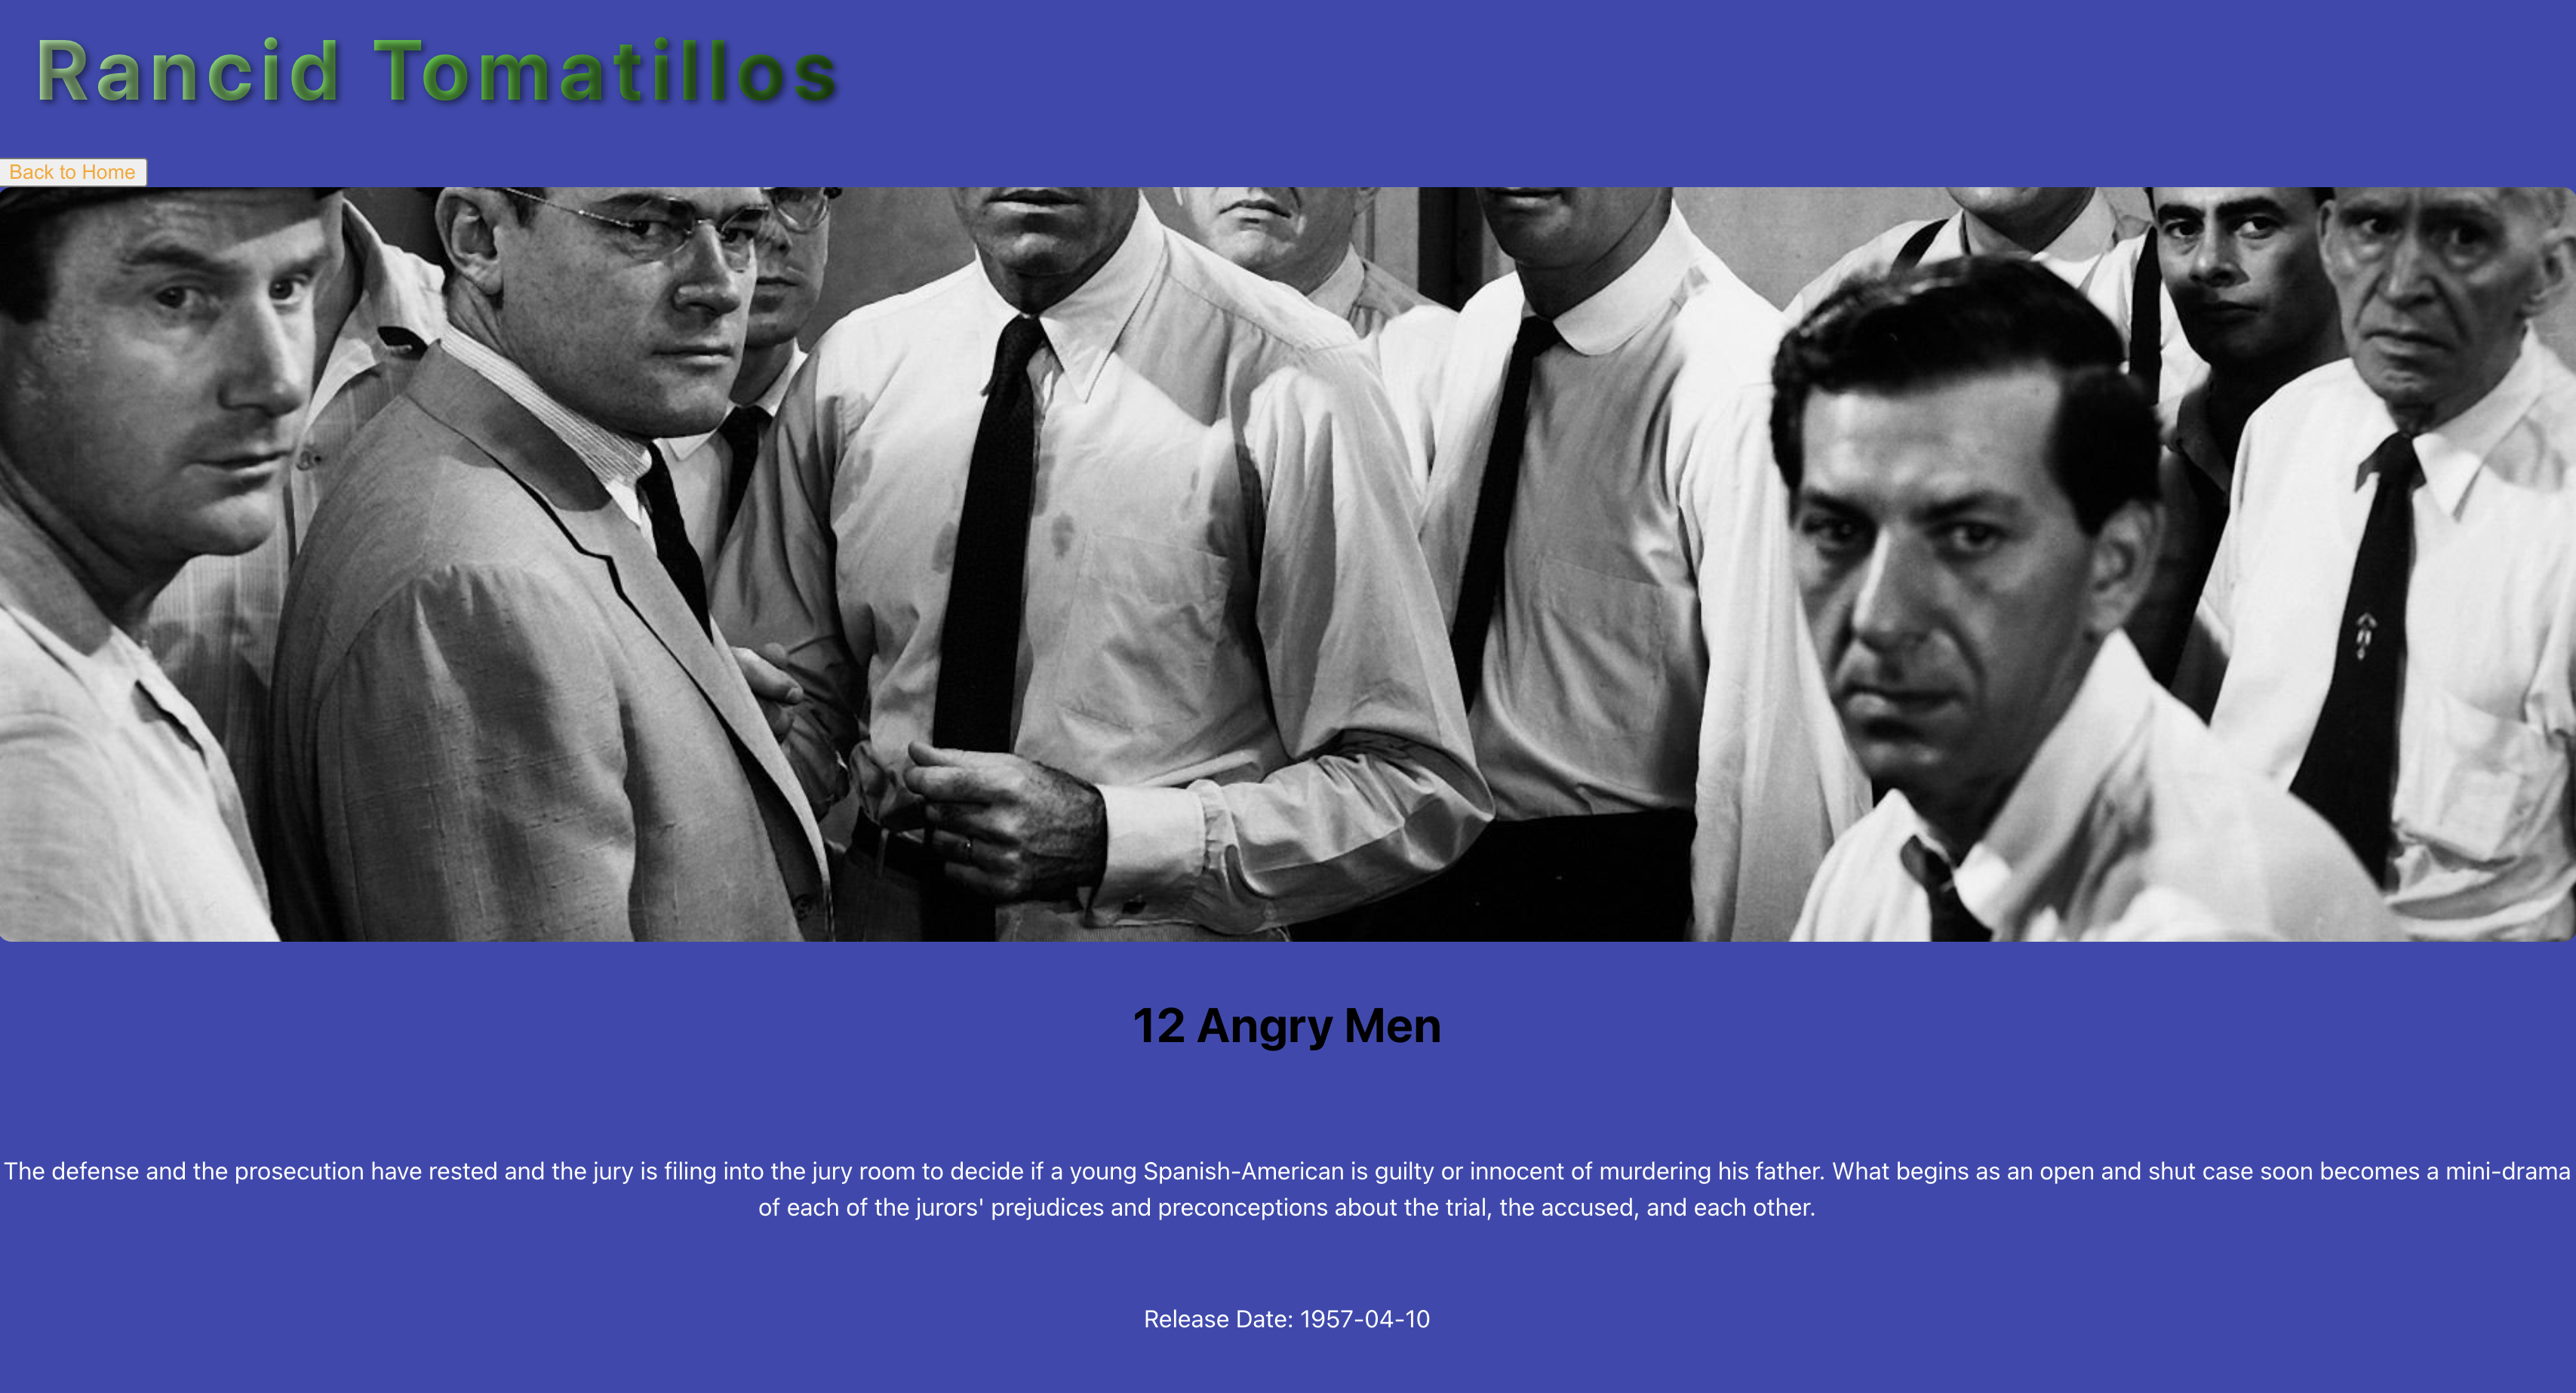 Rancid Tomatillos
Back to Home
12 Angry Men
The defense and the prosecution have rested and the jury is filing into the jury room to decide if a young Spanish-American is guilty or innocent of murdering his father. What begins as an open and shut case soon becomes a mini-drama
of each of the jurors' prejudices and preconceptions about the trial, the accused, and each other.
Release Date: 1957-04-10